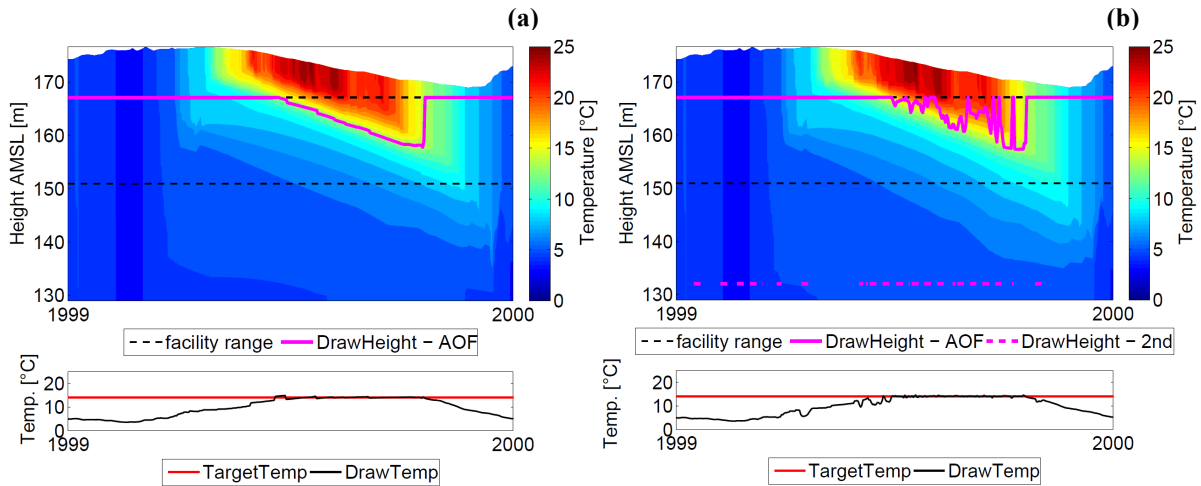 (a)
170
160
150
140
130
Height AMSL [m]
1999
2000
25
20
15
10
5
0
Temperature [°C]
facility range
DrawHeight − AOF
20
10
0
Temp. [°C]
1999
2000
TargetTemp
DrawTemp
(b)
170
160
150
140
130
Height AMSL [m]
1999
2000
25
20
15
10
5
0
Temperature [°C]
facility range
DrawHeight − AOF
DrawHeight − 2nd
20
10
0
Temp. [°C]
1999
2000
TargetTemp
DrawTemp